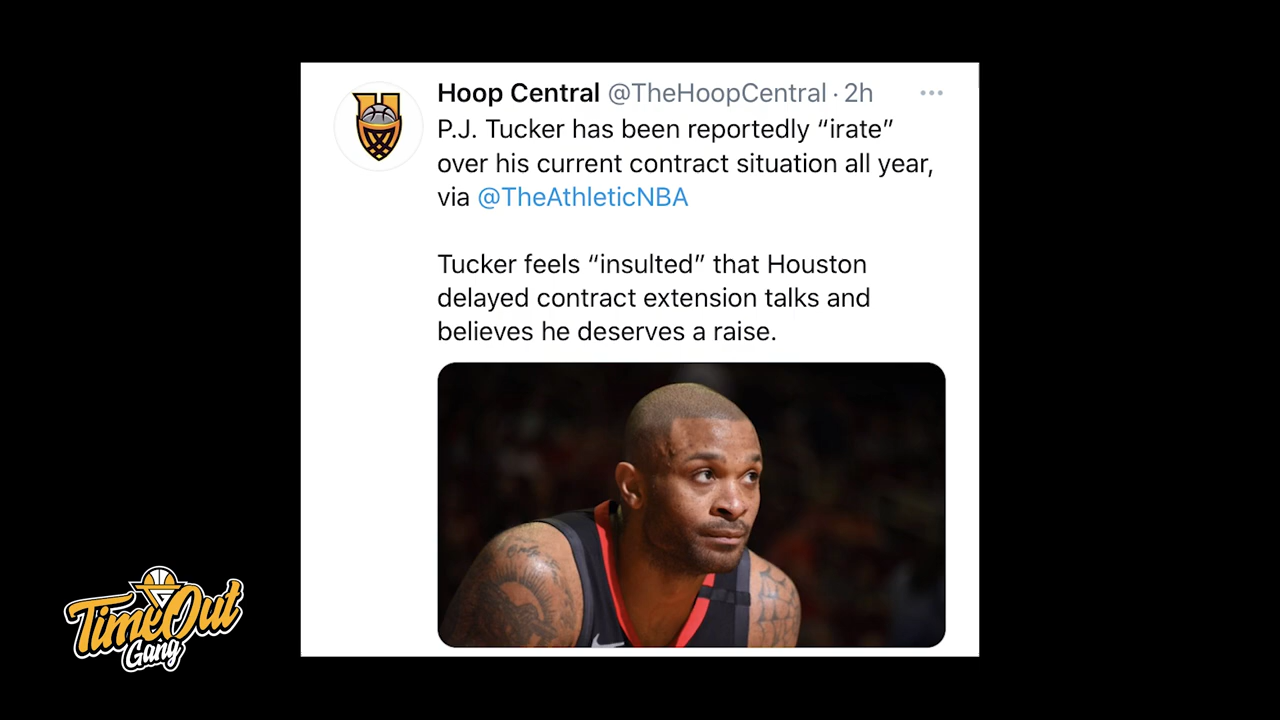 Hoop Central @TheHoopCentral · 2h
P.J. Tucker has been reportedly “irate”
over his current contract situation all year,
via @TheAthleticNBA
Tucker feels “insulted” that Houston
delayed contract extension talks and
believes he deserves a raise.
TimeOut
Gang